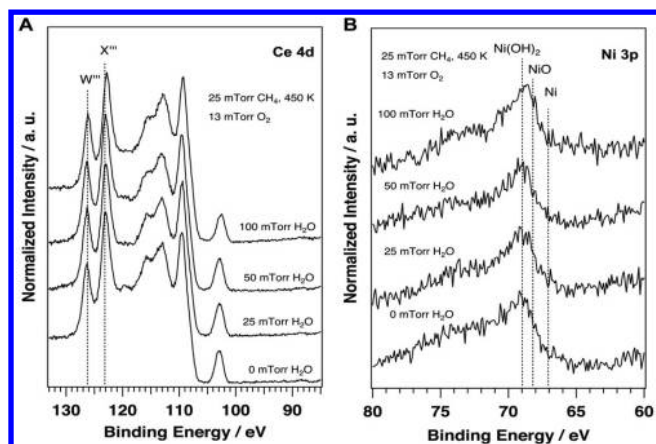 A
W'''
X'''
Ce 4d
25 mTorr CH₄, 450 K
13 mTorr O₂
100 mTorr H₂O
50 mTorr H₂O
25 mTorr H₂O
0 mTorr H₂O
Normalized Intensity / a. u.
130 120 110 100 90
Binding Energy / eV
B
Ni(OH)₂
NiO
Ni
Ni 3p
25 mTorr CH₄, 450 K
13 mTorr O₂
100 mTorr H₂O
50 mTorr H₂O
25 mTorr H₂O
0 mTorr H₂O
Normalized Intensity / a. u.
80 75 70 65 60
Binding Energy / eV